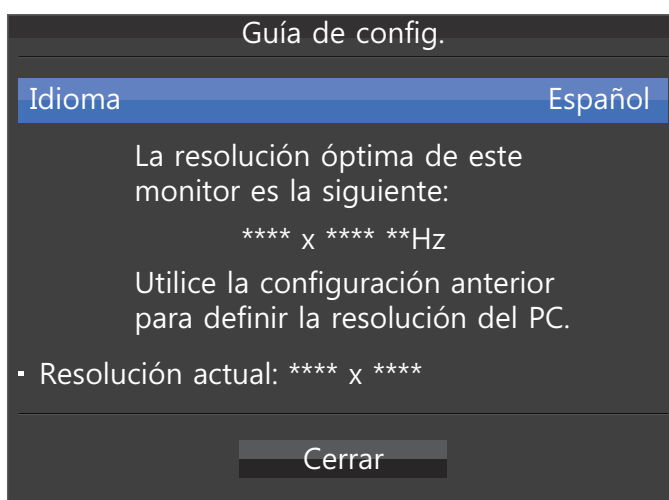 Guía de config.
Idioma Español
La resolución óptima de este
monitor es la siguiente:
**** x **** **Hz
Utilice la configuración anterior
para definir la resolución del PC.
▪ Resolución actual: **** x ****
Cerrar